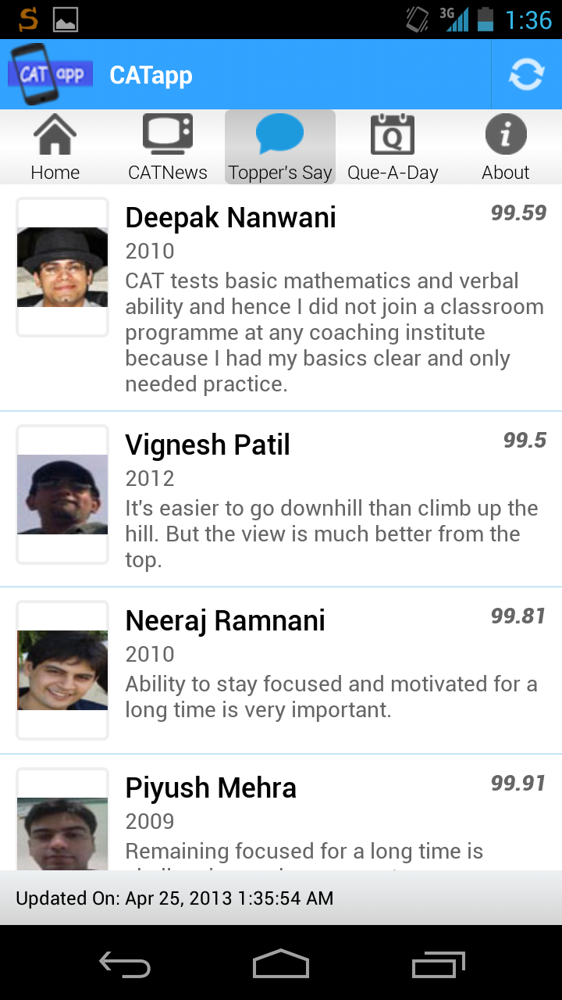 3G 1:36
CAT app CATapp
Home CATNews Topper's Say Que-A-Day About
Deepak Nanwani 99.59
2010
CAT tests basic mathematics and verbal
ability and hence I did not join a classroom
programme at any coaching institute
because I had my basics clear and only
needed practice.
Vignesh Patil 99.5
2012
It's easier to go downhill than climb up the
hill. But the view is much better from the
top.
Neeraj Ramnani 99.81
2010
Ability to stay focused and motivated for a
long time is very important.
Piyush Mehra 99.91
2009
Remaining focused for a long time is
Updated On: Apr 25, 2013 1:35:54 AM